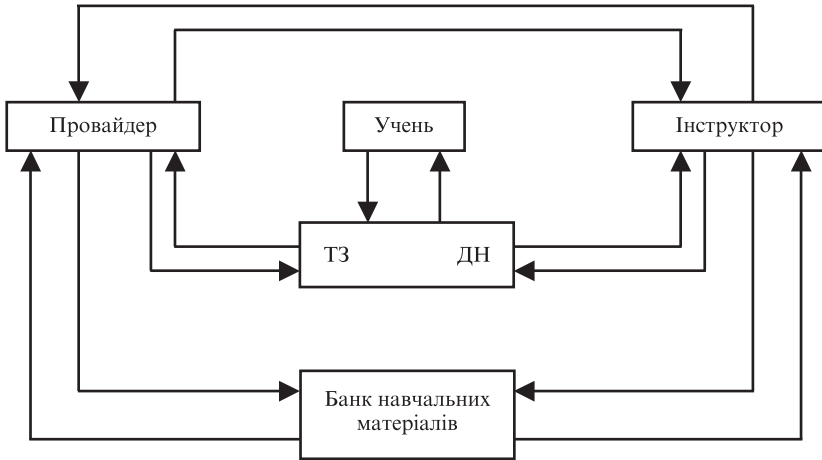 Провайдер
Учень
Інструктор
ТЗ ДН
Банк навчальних
матеріалів